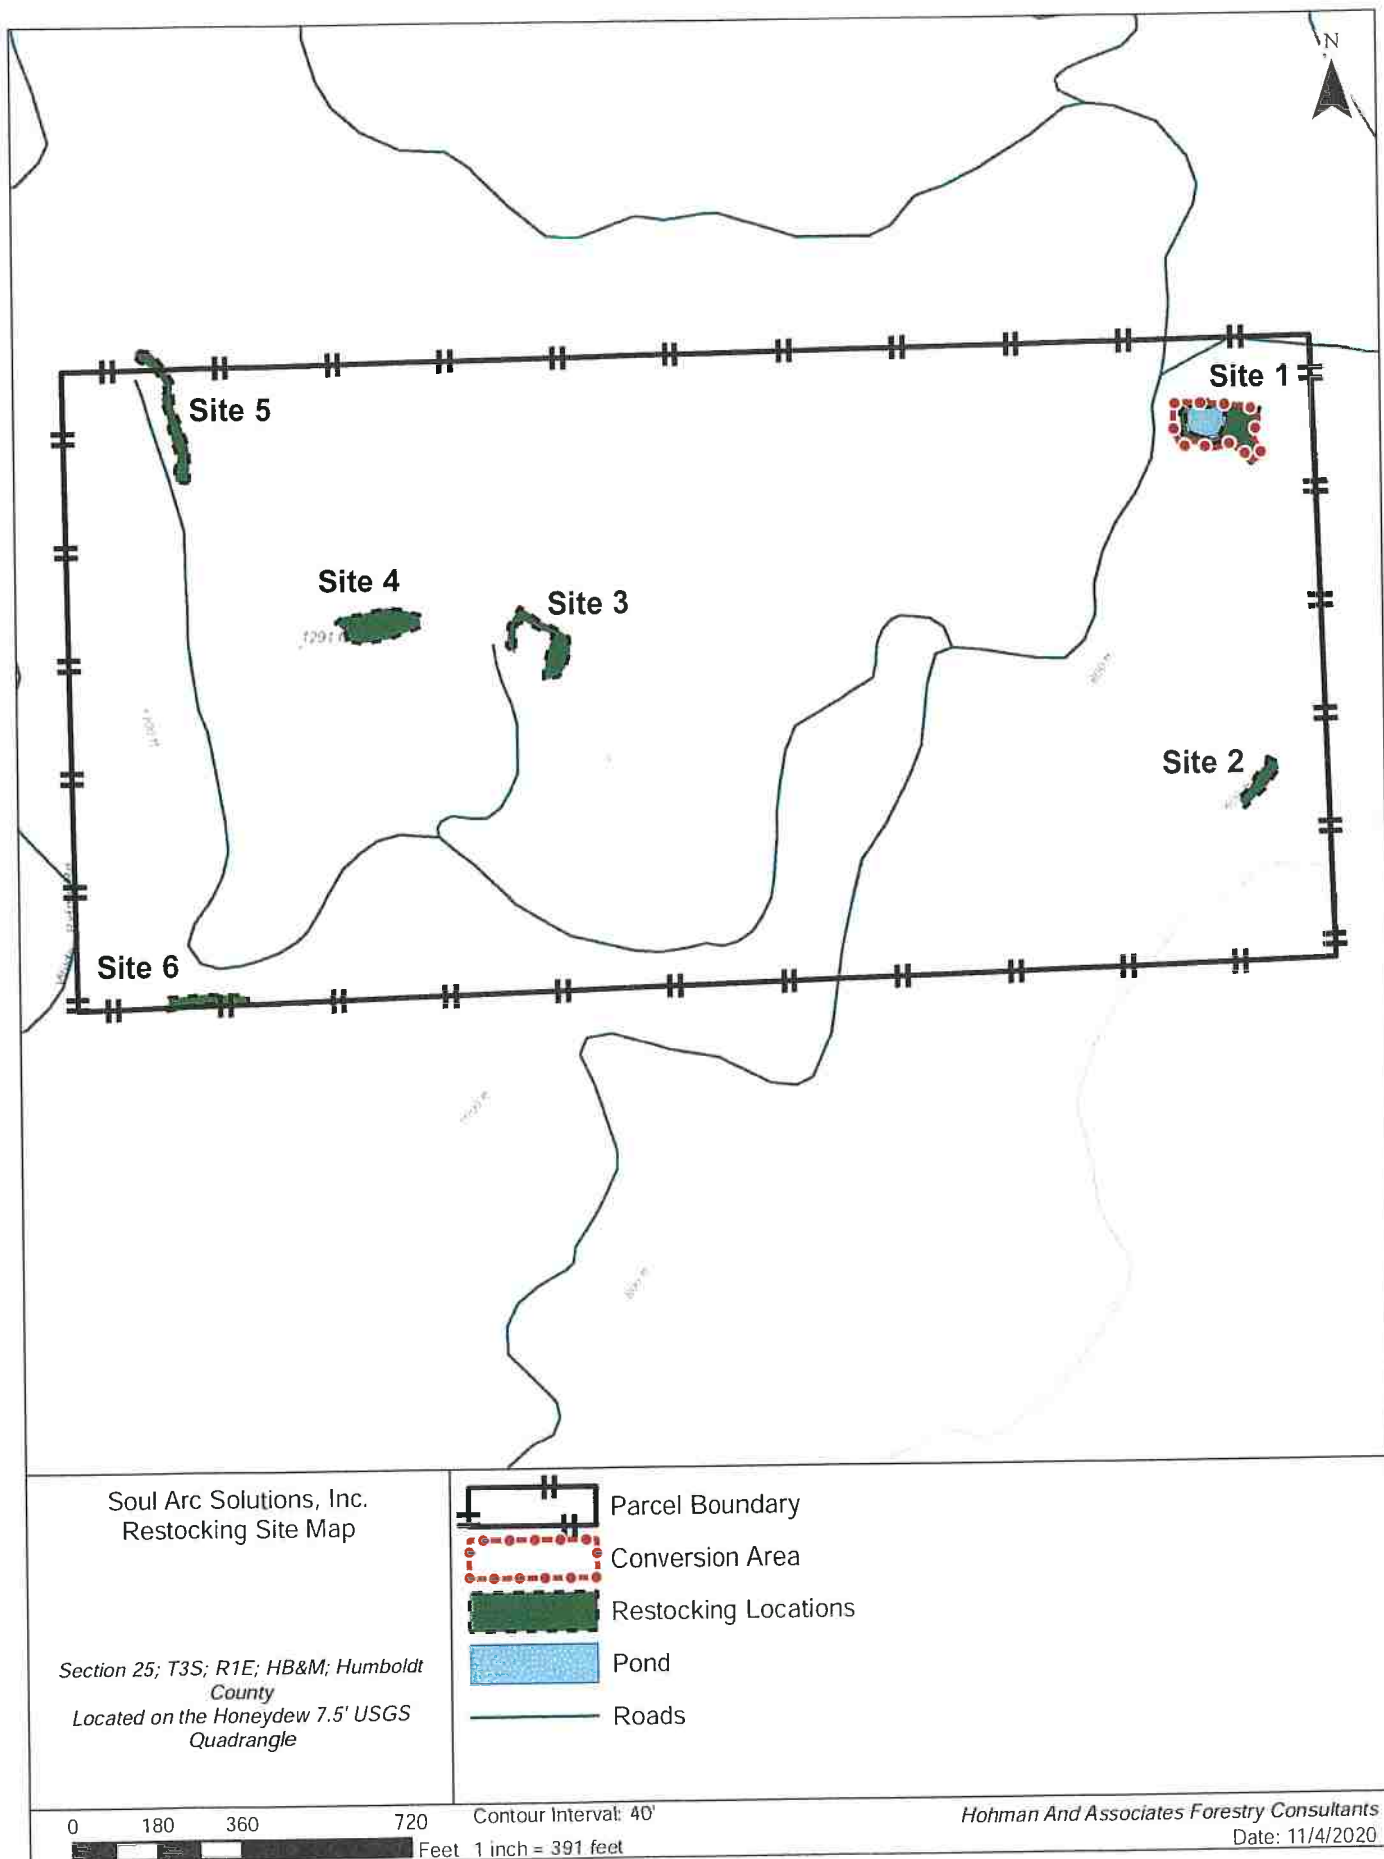 N
Site 1
Site 5
Site 4
Site 3
1291
Site 2
Site 6
Soul Arc Solutions, Inc.
Restocking Site Map
Section 25; T3S; R1E; HB&M; Humboldt
County
Located on the Honeydew 7.5' USGS
Quadrangle
Parcel Boundary
Conversion Area
Restocking Locations
Pond
Roads
0 180 360 720
Feet
Contour Interval: 40'
1 inch = 391 feet
Hohman And Associates Forestry Consultants
Date: 11/4/2020